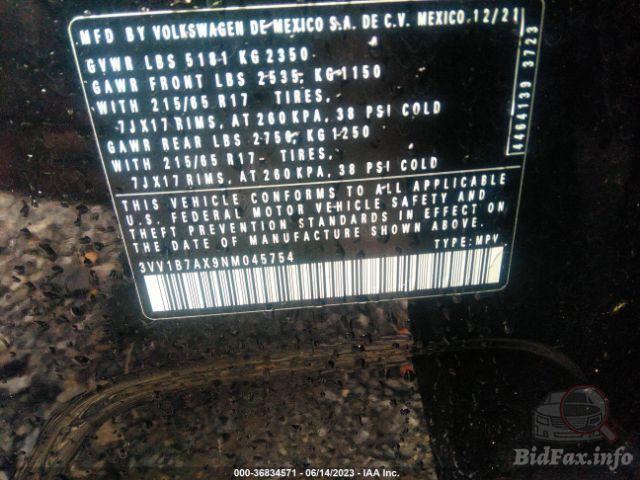 MFD BY VOLKSWAGEN DE MEXICO S.A. DE C.V. MEXICO. 12/21
GVWR LBS 5181 KG 2350.
GAWR FRONT LBS 2535. KG 1150
WITH 215/65 R17 TIRES,
7JX17 RIMS, AT 260 KPA, 38 PSI COLD
GAWR REAR LBS 2756, KG 1250
WITH 215/65 R17 TIRES,
7JX17 RIMS, AT 260 KPA, 38 PSI COLD
4464139 3723
THIS VEHICLE CONFORMS TO ALL APPLICABLE
U.S. FEDERAL MOTOR VEHICLE SAFETY AND
THEFT PREVENTION STANDARDS IN EFFECT ON
THE DATE OF MANUFACTURE SHOWN ABOVE.
3VV1B7AX9NM045754 TYPE: MPV
000-36834571 - 06/14/2023 - IAA Inc.
BidFax.info